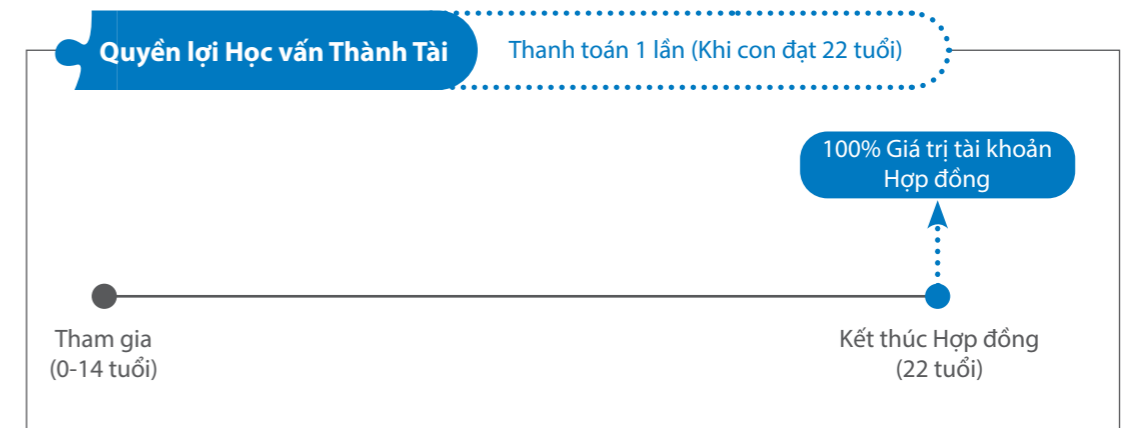 Quyền lợi Học vấn Thành Tài
Thanh toán 1 lần (Khi con đạt 22 tuổi)
100% Giá trị tài khoản
Hợp đồng
Tham gia
(0-14 tuổi)
Kết thúc Hợp đồng
(22 tuổi)